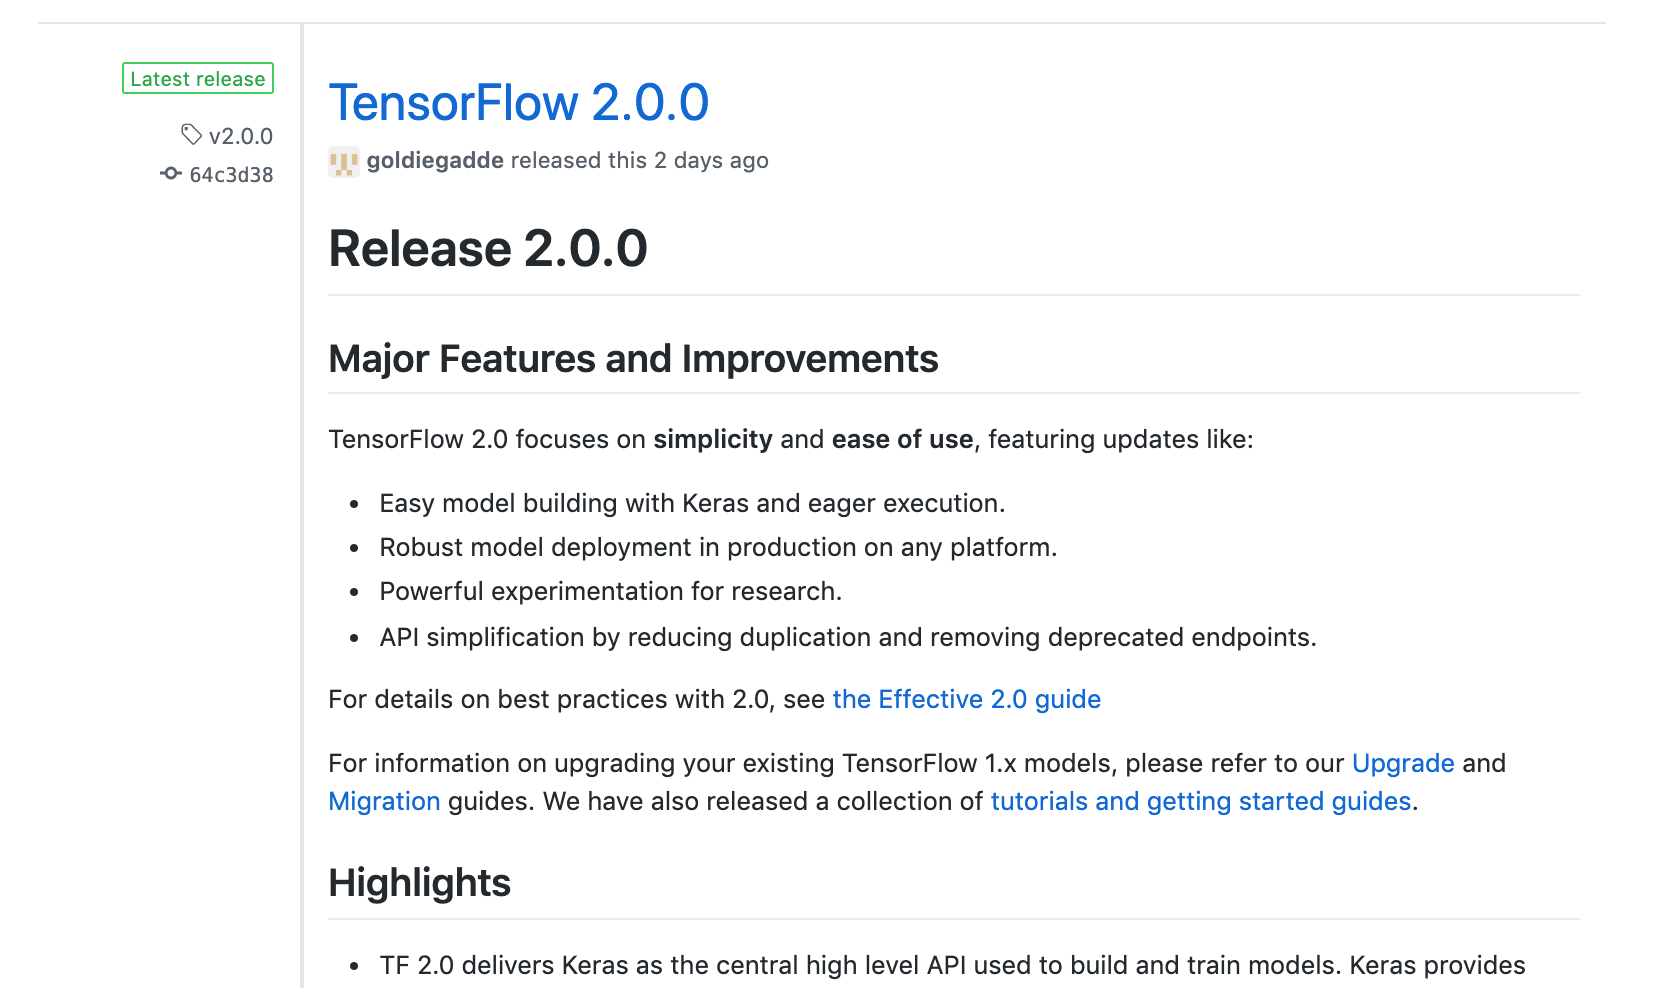 Latest release
v2.0.0
64c3d38
TensorFlow 2.0.0
goldiegadde released this 2 days ago
Release 2.0.0
Major Features and Improvements
TensorFlow 2.0 focuses on simplicity and ease of use, featuring updates like:
• Easy model building with Keras and eager execution.
• Robust model deployment in production on any platform.
• Powerful experimentation for research.
• API simplification by reducing duplication and removing deprecated endpoints.
For details on best practices with 2.0, see the Effective 2.0 guide
For information on upgrading your existing TensorFlow 1.x models, please refer to our Upgrade and
Migration guides. We have also released a collection of tutorials and getting started guides.
Highlights
• TF 2.0 delivers Keras as the central high level API used to build and train models. Keras provides